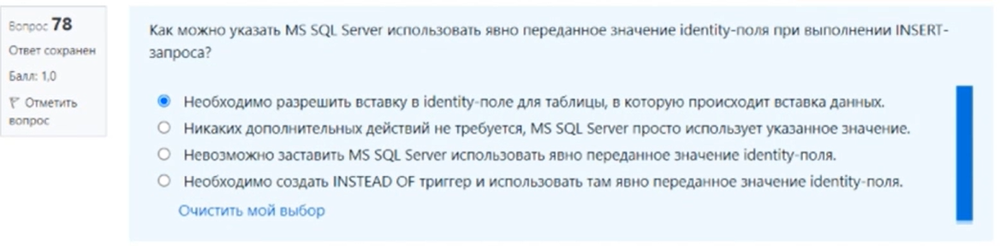 Вопрос 78
Ответ сохранен
Балл: 1,0
Отметить
вопрос
Как можно указать MS SQL Server использовать явно переданное значение identity-поля при выполнении INSERT-
запроса?
Необходимо разрешить вставку в identity-поле для таблицы, в которую происходит вставка данных.
Никаких дополнительных действий не требуется, MS SQL Server просто использует указанное значение.
Невозможно заставить MS SQL Server использовать явно переданное значение identity-поля.
Необходимо создать INSTEAD OF триггер и использовать там явно переданное значение identity-поля.
Очистить мой выбор